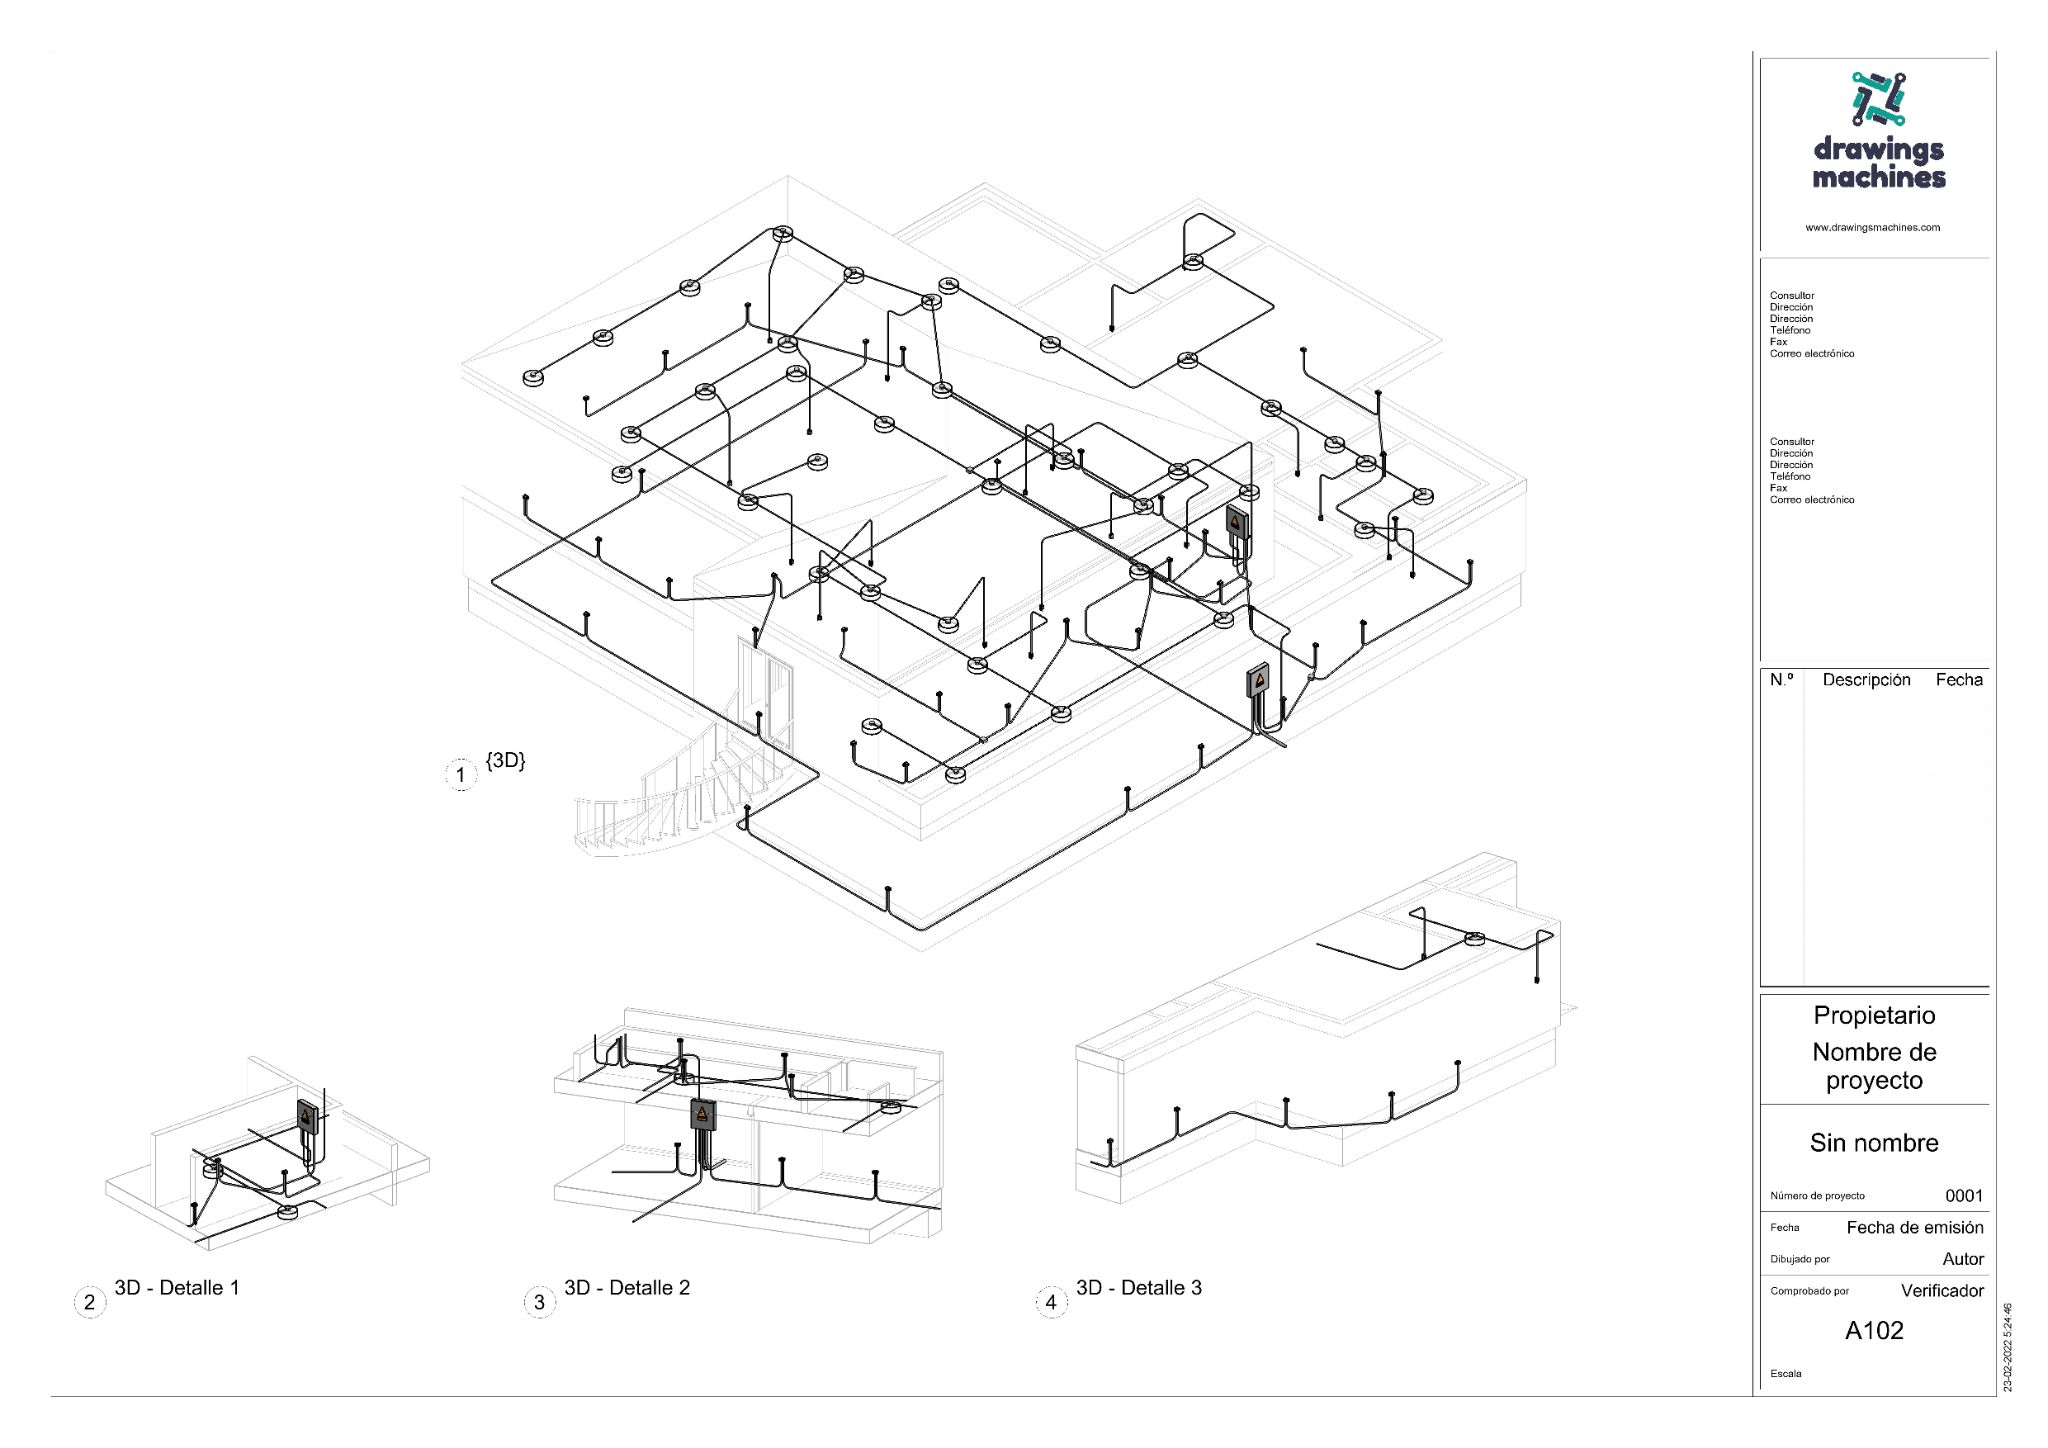 drawings
machines
www.drawingsmachines.com
Consultor
Dirección
Dirección
Teléfono
Fax
Correo electrónico
Consultor
Dirección
Dirección
Teléfono
Fax
Correo electrónico
N.º Descripción Fecha
1 {3D}
2 3D - Detalle 1
3 3D - Detalle 2
4 3D - Detalle 3
Propietario
Nombre de
proyecto
Sin nombre
Número de proyecto 0001
Fecha Fecha de emisión
Dibujado por Autor
Comprobado por Verificador
A102
Escala
23-02-2022 5:24:46